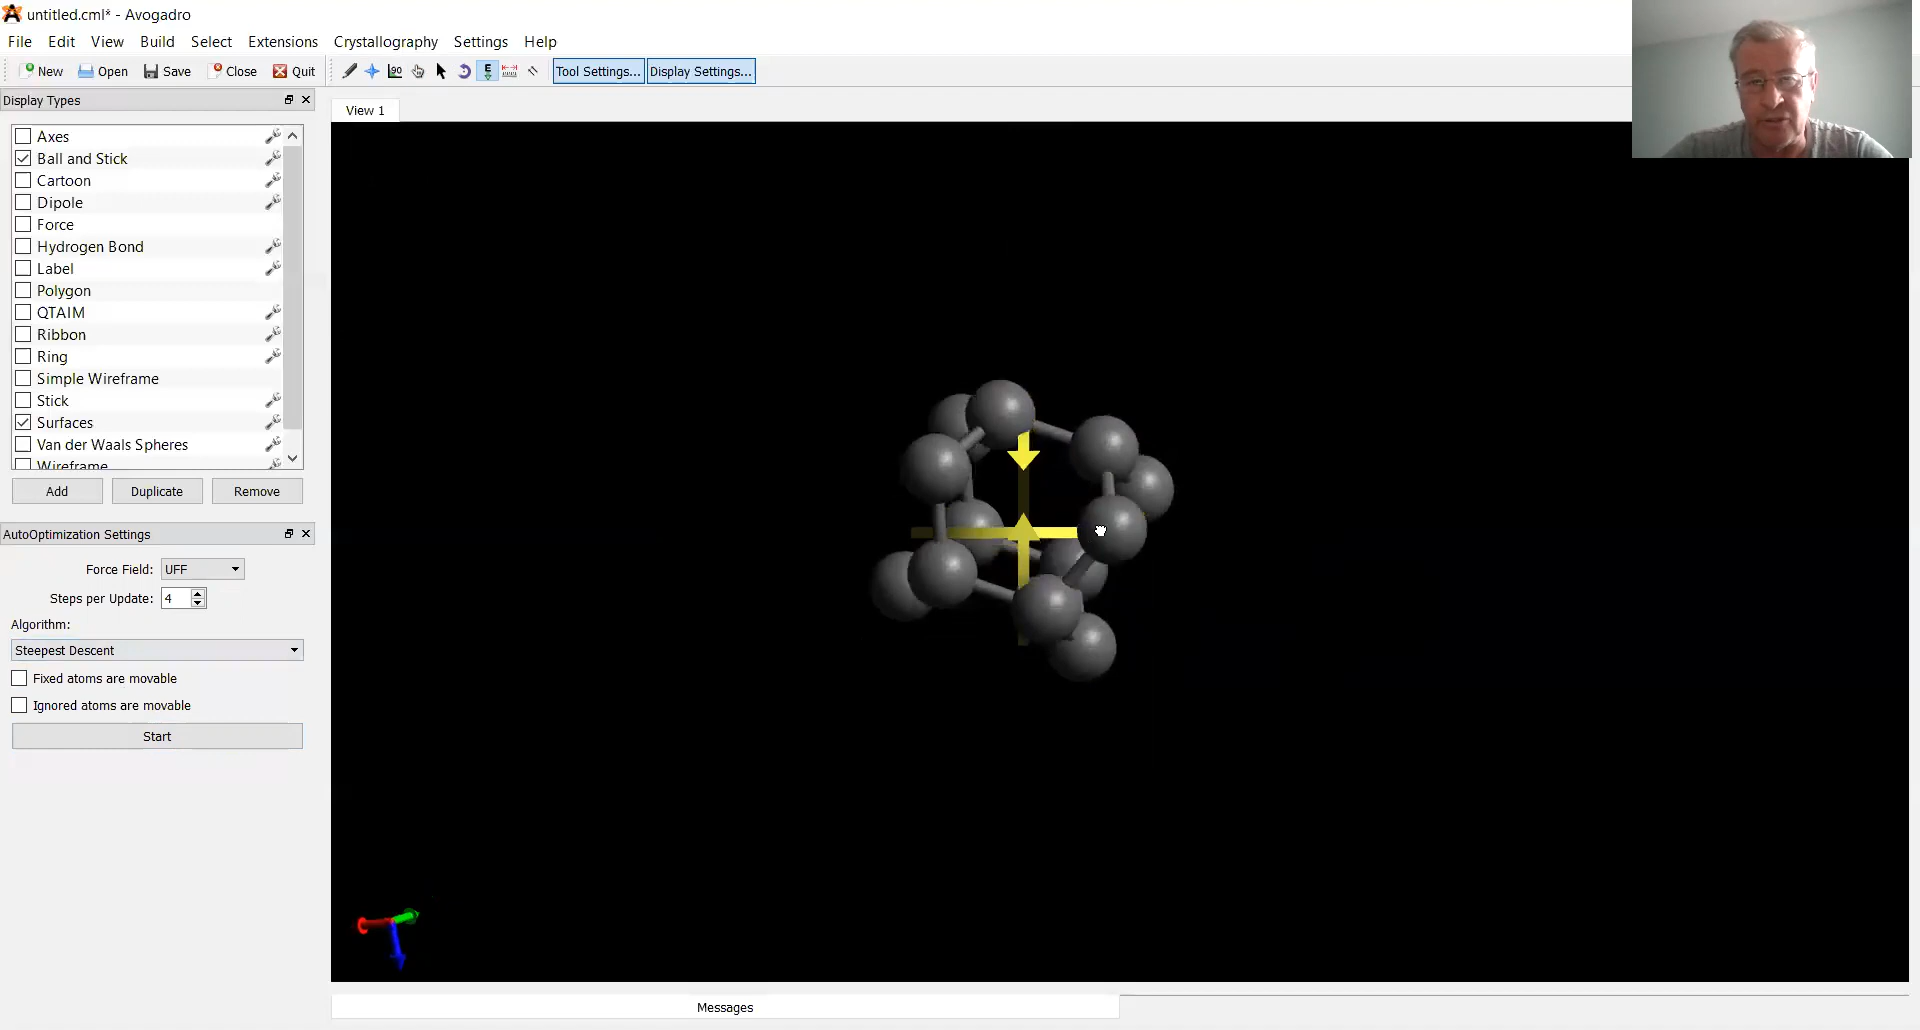 untitled.cml* - Avogadro
File Edit View Build Select Extensions Crystallography Settings Help
New Open Save Close Quit 90 E Tool Settings... Display Settings...
Display Types
View 1
Axes
Ball and Stick
Cartoon
Dipole
Force
Hydrogen Bond
Label
Polygon
QTAIM
Ribbon
Ring
Simple Wireframe
Stick
Surfaces
Van der Waals Spheres
Wireframe
Add Duplicate Remove
AutoOptimization Settings
Force Field: UFF
Steps per Update: 4
Algorithm:
Steepest Descent
Fixed atoms are movable
Ignored atoms are movable
Start
Messages